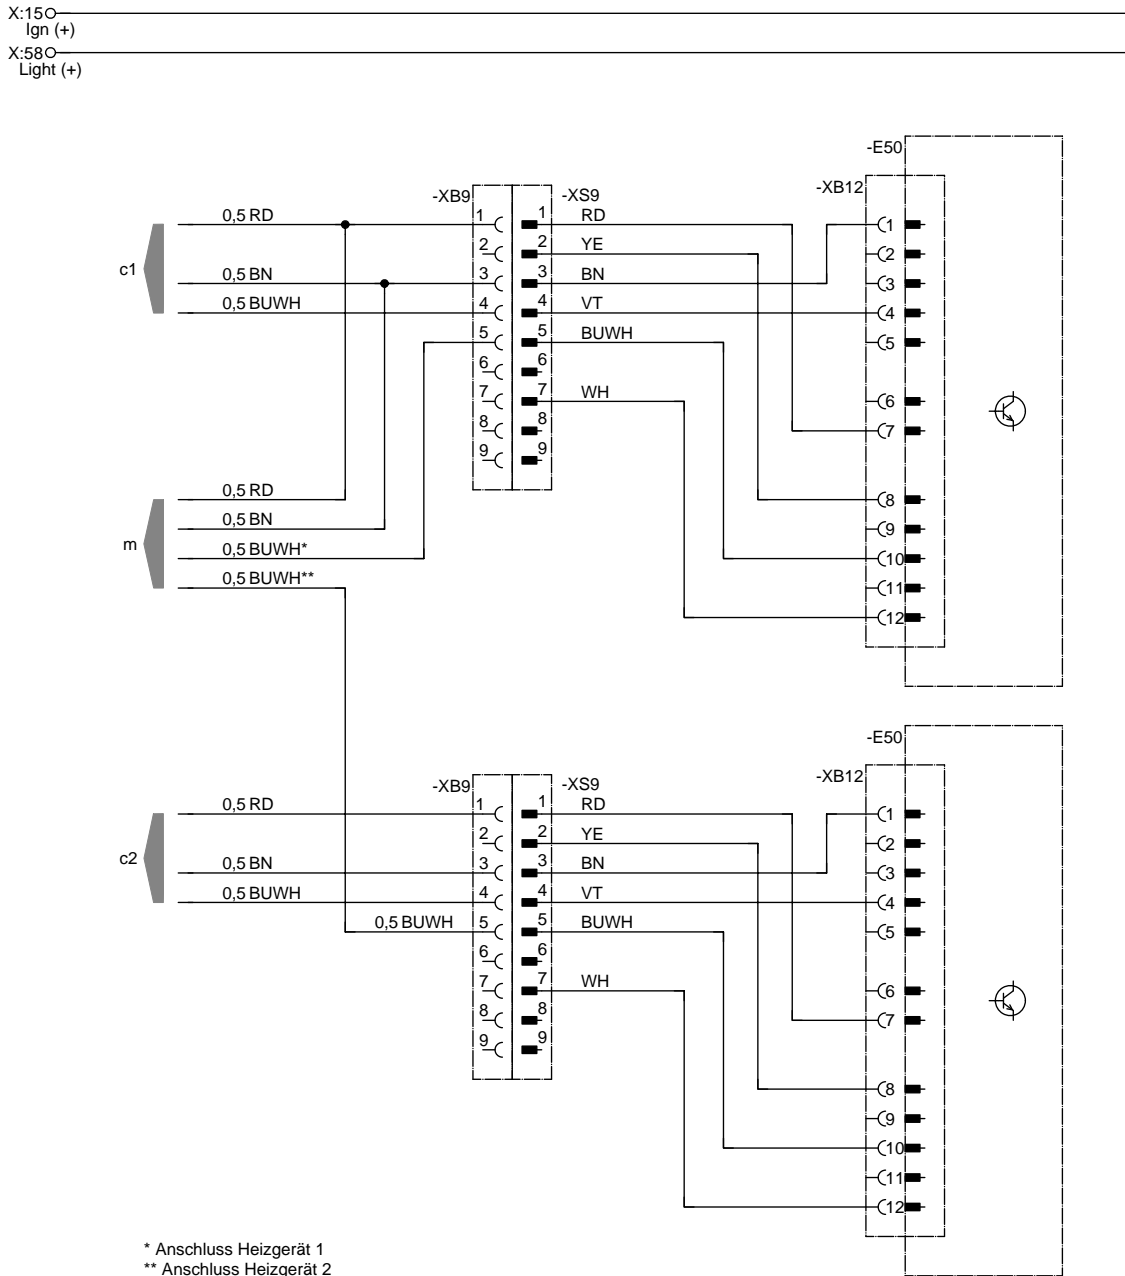 X:15
Ign (+)
X:58
Light (+)
-E50
-XB12
-XB9
-XS9
c1
0,5 RD
1
1
RD
1
2
2
YE
2
0,5 BN
3
3
BN
3
0,5 BUWH
4
4
VT
4
5
5
BUWH
5
6
6
7
7
WH
6
8
8
7
9
9
m
0,5 RD
8
0,5 BN
9
0,5 BUWH*
10
0,5 BUWH**
11
12
-E50
-XB12
-XB9
-XS9
c2
0,5 RD
1
1
RD
1
2
2
YE
2
0,5 BN
3
3
BN
3
0,5 BUWH
4
4
VT
4
0,5 BUWH
5
5
BUWH
5
6
6
7
7
WH
6
8
8
7
9
9
8
9
10
11
12
* Anschluss Heizgerät 1
** Anschluss Heizgerät 2